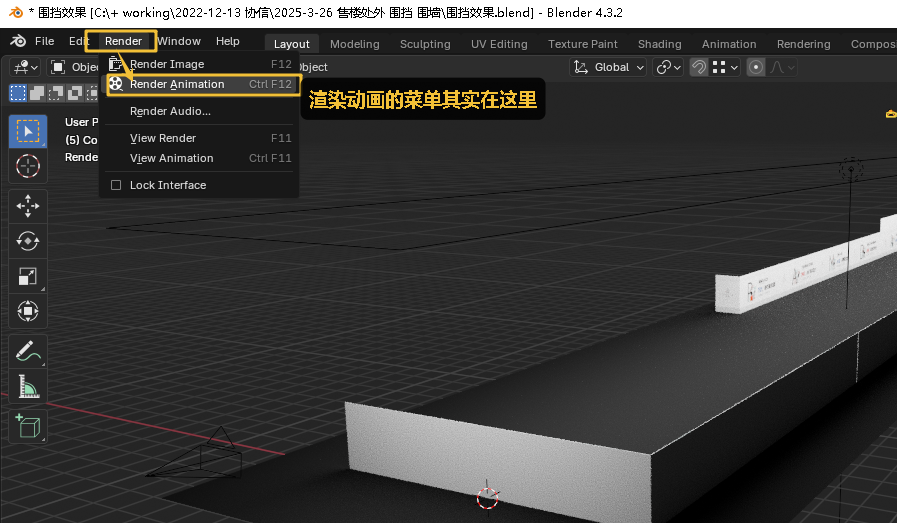 * 围挡效果 [C:\+ working\2022-12-13 协信\2025-3-26 售楼处外 围挡 围墙\围挡效果.blend] - Blender 4.3.2
File Edit Render Window Help Layout Modeling Sculpting UV Editing Texture Paint Shading Animation Rendering Compos
Obje bject Global
Render Image F12
Render Animation Ctrl F12
渲染动画的菜单其实在这里
Render Audio...
User P
View Render F11
(5) Co
View Animation Ctrl F11
Rende
Lock Interface